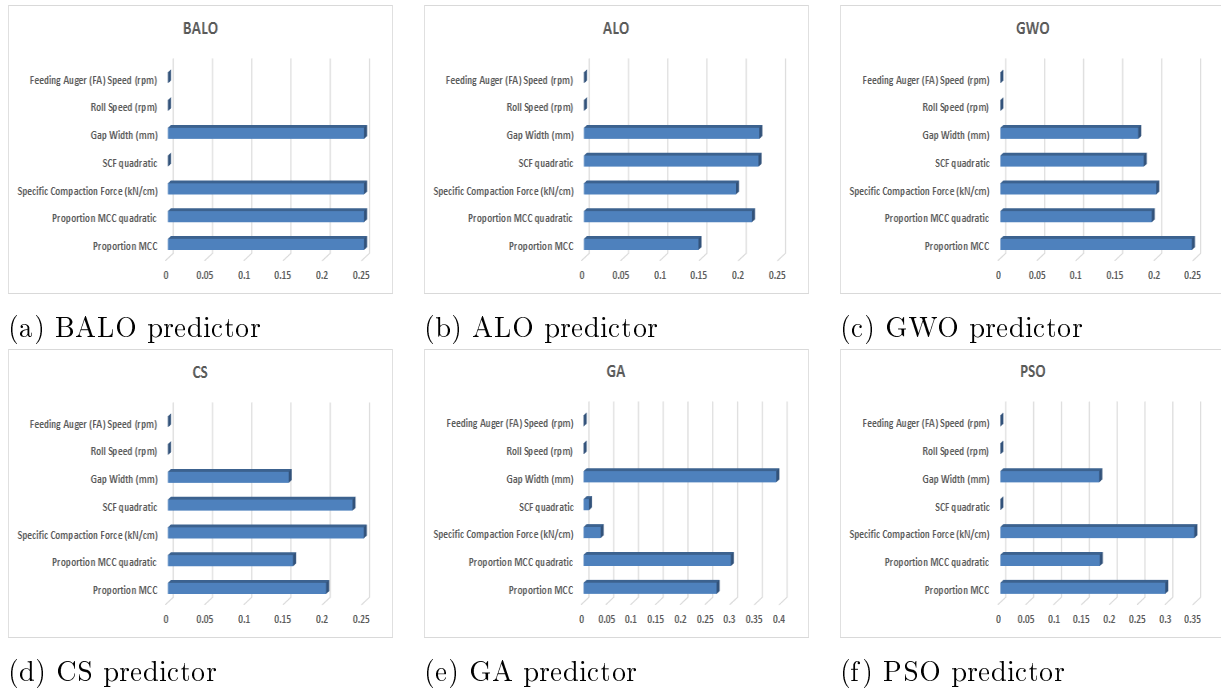 BALO
Feeding Auger (FA) Speed (rpm)
Roll Speed (rpm)
Gap Width (mm)
SCF quadratic
Specific Compaction Force (kN/cm)
Proportion MCC quadratic
Proportion MCC
0 0.05 0.1 0.15 0.2 0.25
(a) BALO predictor
ALO
Feeding Auger (FA) Speed (rpm)
Roll Speed (rpm)
Gap Width (mm)
SCF quadratic
Specific Compaction Force (kN/cm)
Proportion MCC quadratic
Proportion MCC
0 0.05 0.1 0.15 0.2 0.25
(b) ALO predictor
GWO
Feeding Auger (FA) Speed (rpm)
Roll Speed (rpm)
Gap Width (mm)
SCF quadratic
Specific Compaction Force (kN/cm)
Proportion MCC quadratic
Proportion MCC
0 0.05 0.1 0.15 0.2 0.25
(c) GWO predictor
CS
Feeding Auger (FA) Speed (rpm)
Roll Speed (rpm)
Gap Width (mm)
SCF quadratic
Specific Compaction Force (kN/cm)
Proportion MCC quadratic
Proportion MCC
0 0.05 0.1 0.15 0.2 0.25
(d) CS predictor
GA
Feeding Auger (FA) Speed (rpm)
Roll Speed (rpm)
Gap Width (mm)
SCF quadratic
Specific Compaction Force (kN/cm)
Proportion MCC quadratic
Proportion MCC
0 0.05 0.1 0.15 0.2 0.25 0.3 0.35 0.4
(e) GA predictor
PSO
Feeding Auger (FA) Speed (rpm)
Roll Speed (rpm)
Gap Width (mm)
SCF quadratic
Specific Compaction Force (kN/cm)
Proportion MCC quadratic
Proportion MCC
0 0.05 0.1 0.15 0.2 0.25 0.3 0.35
(f) PSO predictor